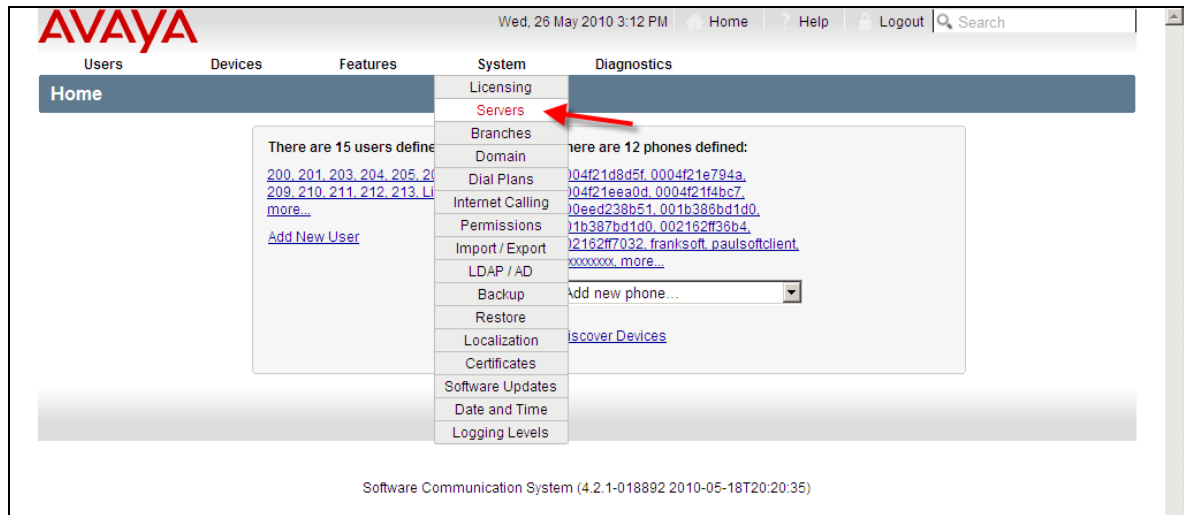 AVAYA
Wed, 26 May 2010 3:12 PM Home ? Help Logout Search
Users Devices Features System Diagnostics
Home
Licensing
Servers
Branches
Domain
Dial Plans
Internet Calling
Permissions
Import / Export
LDAP / AD
Backup
Restore
Localization
Certificates
Software Updates
Date and Time
Logging Levels
There are 15 users define
200, 201, 203, 204, 205, 20
209, 210, 211, 212, 213, Li
more...
Add New User
here are 12 phones defined:
004f21d8d5f, 0004f21e794a,
004f21eea0d, 0004f21f4bc7,
00eed238b51, 001b386bd1d0,
01b387bd1d0, 002162ff36b4,
02162ff7032, franksoft, paulsoftclient,
xxxxxxxx, more...
Add new phone...
iscover Devices
Software Communication System (4.2.1-018892 2010-05-18T20:20:35)